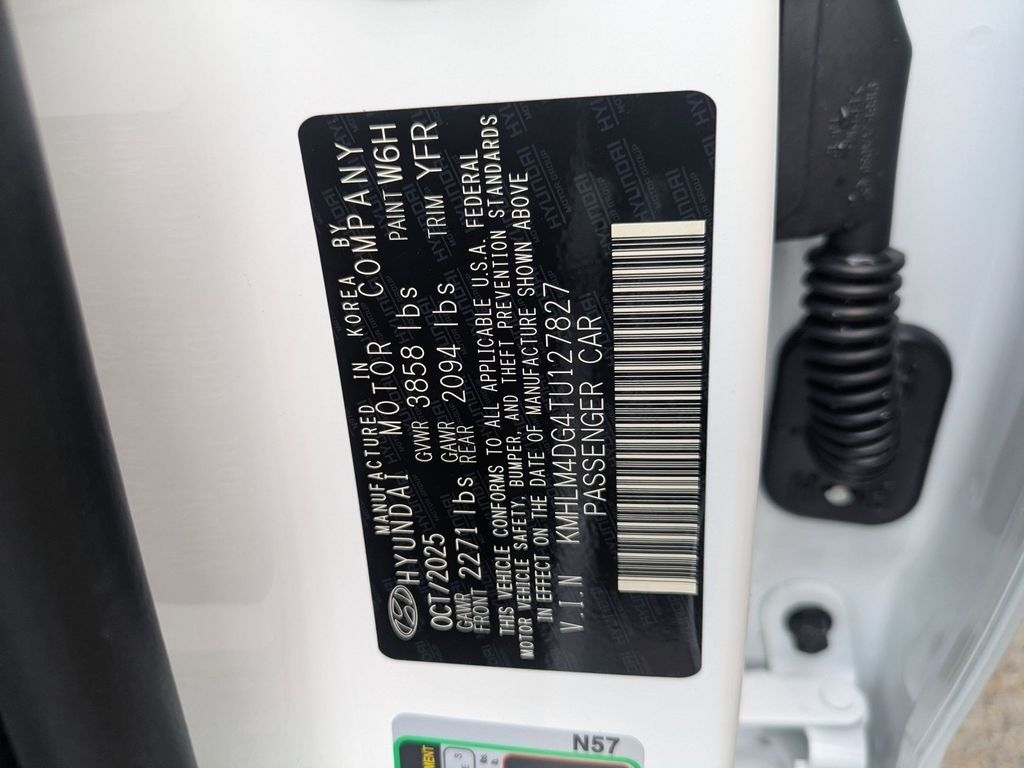 MANUFACTURED IN KOREA BY
HYUNDAI MOTOR COMPANY
OCT/2025 GVWR 3858 lbs PAINT W6H
GAWR FRONT 2271 lbs GAWR REAR 2094 lbs TRIM YFR
THIS VEHICLE CONFORMS TO ALL APPLICABLE U.S.A. FEDERAL
MOTOR VEHICLE SAFETY, BUMPER, AND THEFT PREVENTION STANDARDS
IN EFFECT ON THE DATE OF MANUFACTURE SHOWN ABOVE
V.I.N KMHLM4DG4TU127827
PASSENGER CAR
N57